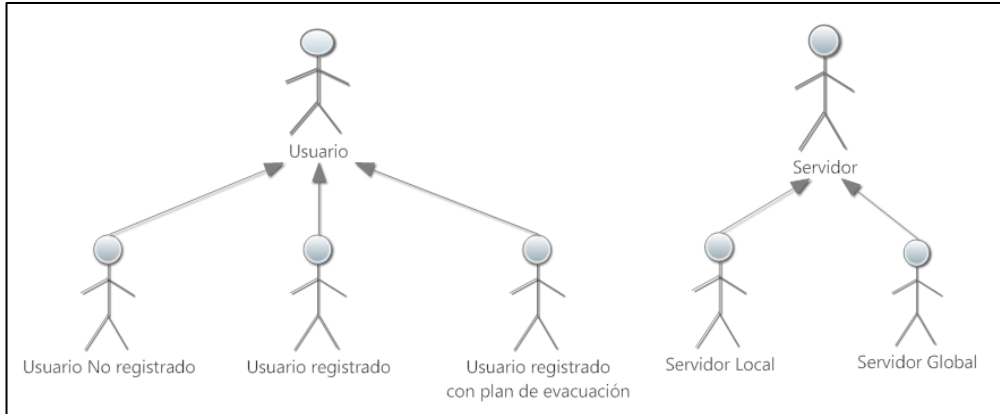 Usuario
Servidor
Usuario No registrado
Usuario registrado
Usuario registrado
con plan de evacuación
Servidor Local
Servidor Global